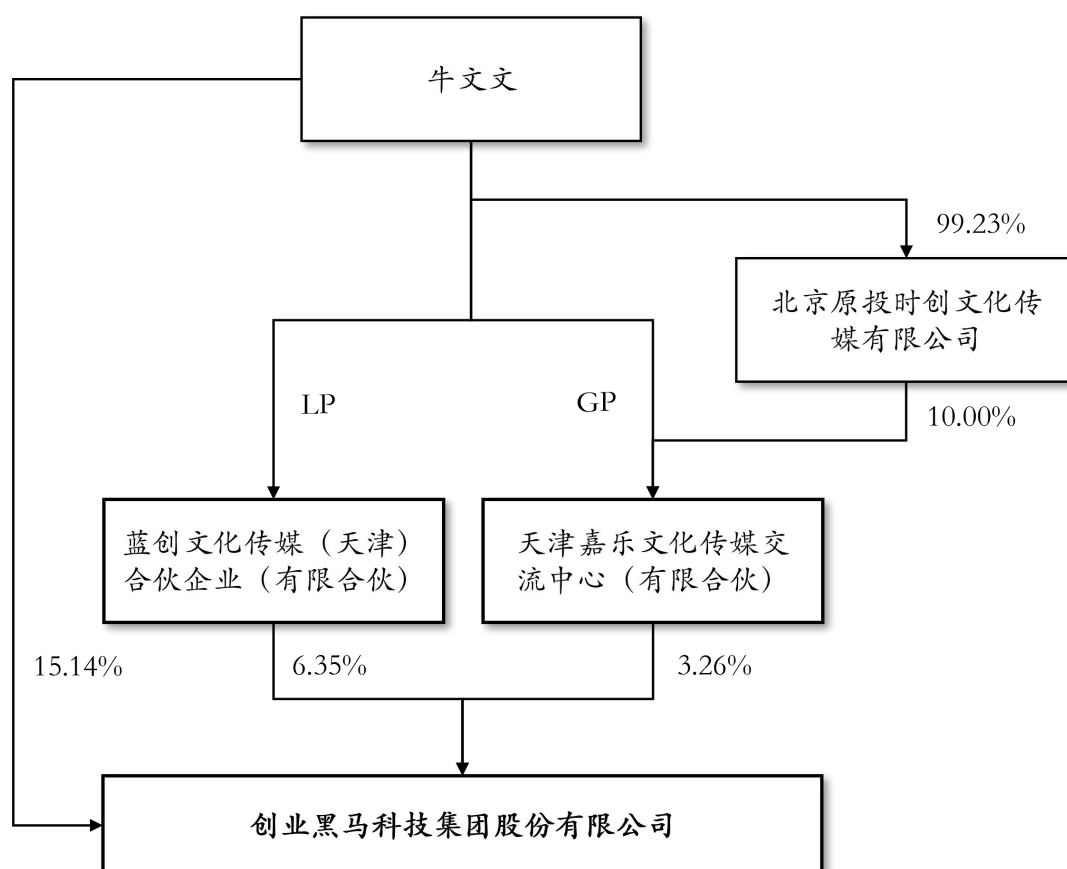 牛文文
99.23%
北京原投时创文化传
媒有限公司
LP
GP
10.00%
蓝创文化传媒（天津）
合伙企业（有限合伙）
天津嘉乐文化传媒交
流中心（有限合伙）
15.14%
6.35%
3.26%
创业黑马科技集团股份有限公司